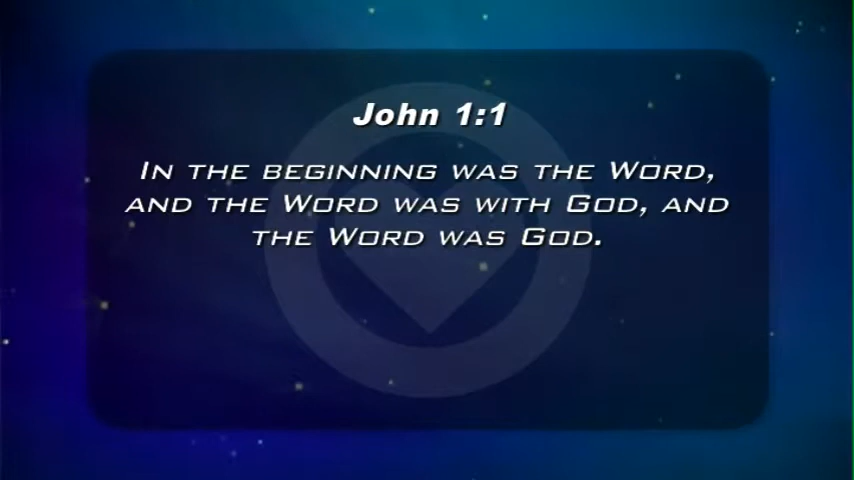 John 1:1
In the beginning was the Word,
and the Word was with God, and
the Word was God.